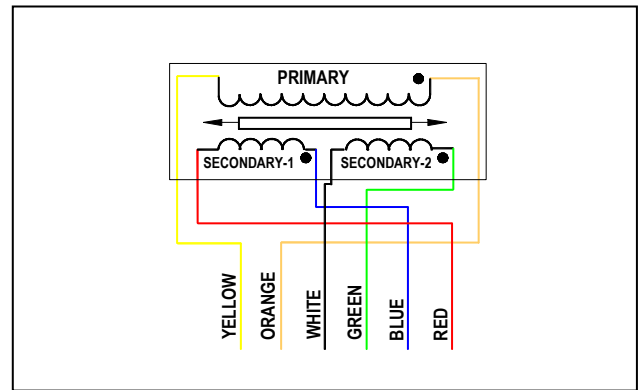 PRIMARY
SECONDARY-1
SECONDARY-2
YELLOW
ORANGE
WHITE
GREEN
BLUE
RED